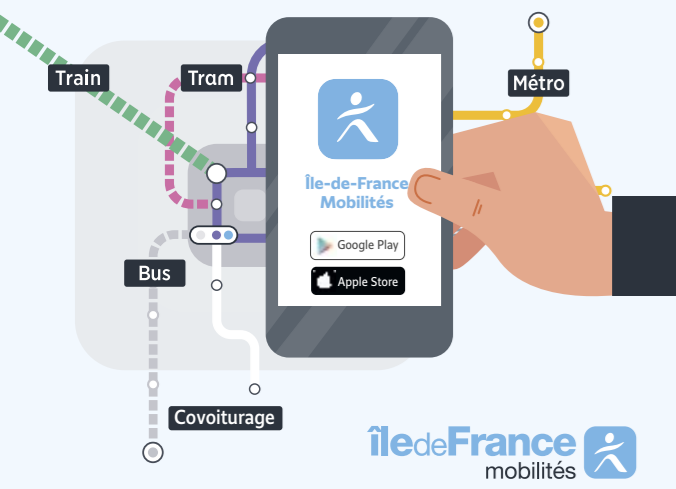 Train
Tram
Métro
Île-de-France
Mobilités
Google Play
Apple Store
Bus
Covoiturage
îledeFrance
mobilités